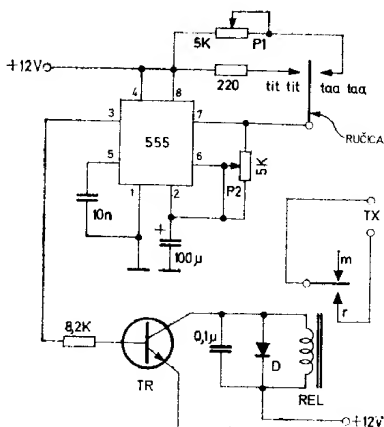 5K
P1
+12V
220
tit tit
taa taa
4
8
3
7
RUČICA
555
5
6
P2
5K
1
2
10n
+
100µ
TX
m
r
8,2K
TR
0,1µ
D
REL
+12V